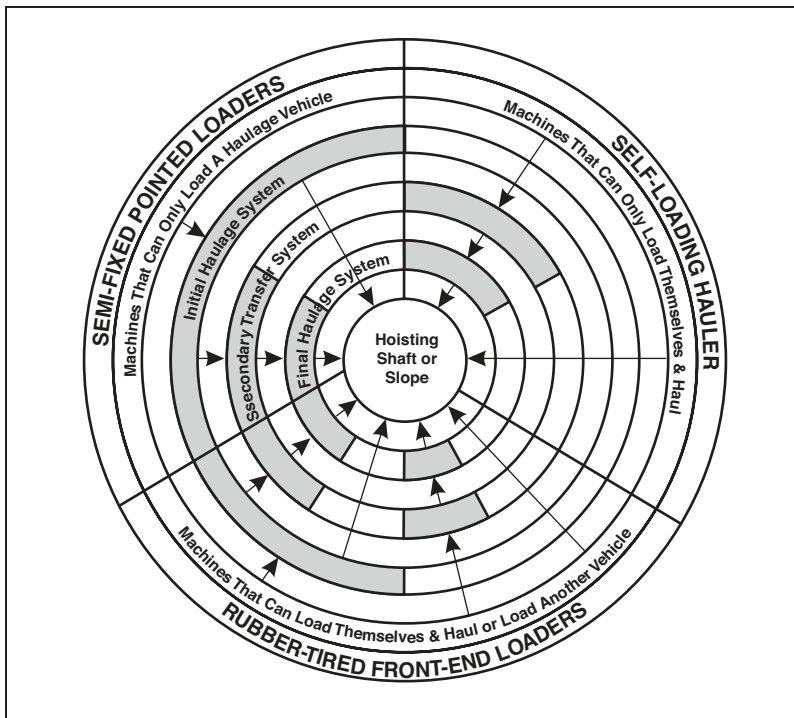 SEMI-FIXED POINTED LOADERS
Machines That Can Only Load A Haulage Vehicle
Initial Haulage System
Ssecondary Transfer System
Final Haulage System
SELF-LOADING HAULER
Machines That Can Only Load Themselves & Haul
Hoisting
Shaft or
Slope
Machines That Can Load Themselves & Haul or Load Another Vehicle
RUBBER-TIRED FRONT-END LOADERS